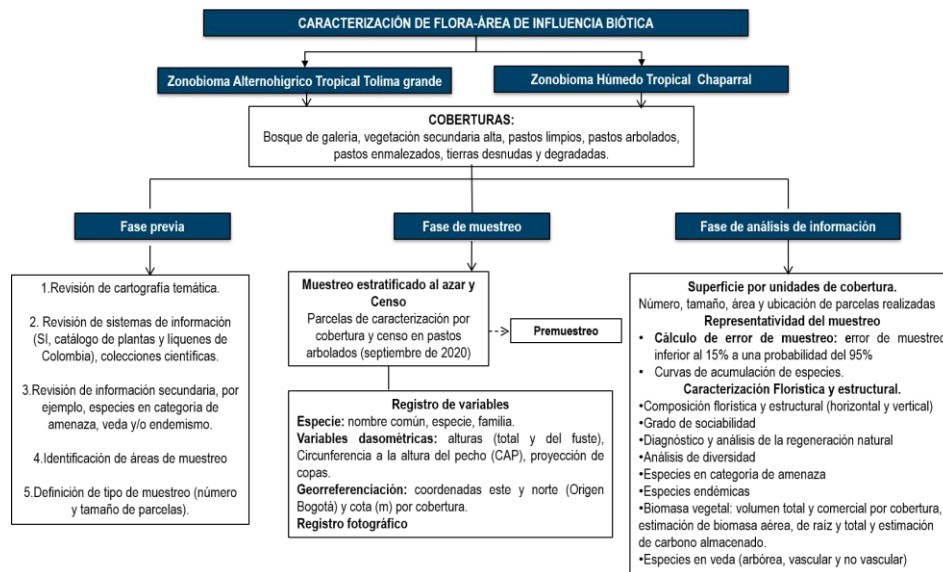 CARACTERIZACIÓN DE FLORA-ÁREA DE INFLUENCIA BIÓTICA
Zonobioma Alternohígrico Tropical Tolima grande
Zonobioma Húmedo Tropical Chaparral
COBERTURAS:
Bosque de galería, vegetación secundaria alta, pastos limpios, pastos arbolados,
pastos enmalezados, tierras desnudas y degradadas.
Fase previa
Fase de muestreo
Fase de análisis de información
1.Revisión de cartografía temática.
2. Revisión de sistemas de información
(SI, catálogo de plantas y líquenes de
Colombia), colecciones científicas.
3.Revisión de información secundaria, por
ejemplo, especies en categoría de
amenaza, veda y/o endemismo.
4.Identificación de áreas de muestreo
5.Definición de tipo de muestreo (número
y tamaño de parcelas).
Muestreo estratificado al azar y
Censo
Parcelas de caracterización por
cobertura y censo en pastos
arbolados (septiembre de 2020)
Premuestreo
Registro de variables
Especie: nombre común, especie, familia.
Variables dasométricas: alturas (total y del fuste),
Circunferencia a la altura del pecho (CAP), proyección de
copas.
Georreferenciación: coordenadas este y norte (Origen
Bogotá) y cota (m) por cobertura.
Registro fotográfico
Superficie por unidades de cobertura.
Número, tamaño, área y ubicación de parcelas realizadas
Representatividad del muestreo
• Cálculo de error de muestreo: error de muestreo
inferior al 15% a una probabilidad del 95%
• Curvas de acumulación de especies.
Caracterización Florística y estructural.
•Composición florística y estructural (horizontal y vertical)
•Grado de sociabilidad
•Diagnóstico y análisis de la regeneración natural
•Análisis de diversidad
•Especies en categoría de amenaza
•Especies endémicas
•Biomasa vegetal: volumen total y comercial por cobertura,
estimación de biomasa aérea, de raíz y total y estimación
de carbono almacenado.
•Especies en veda (arbórea, vascular y no vascular)